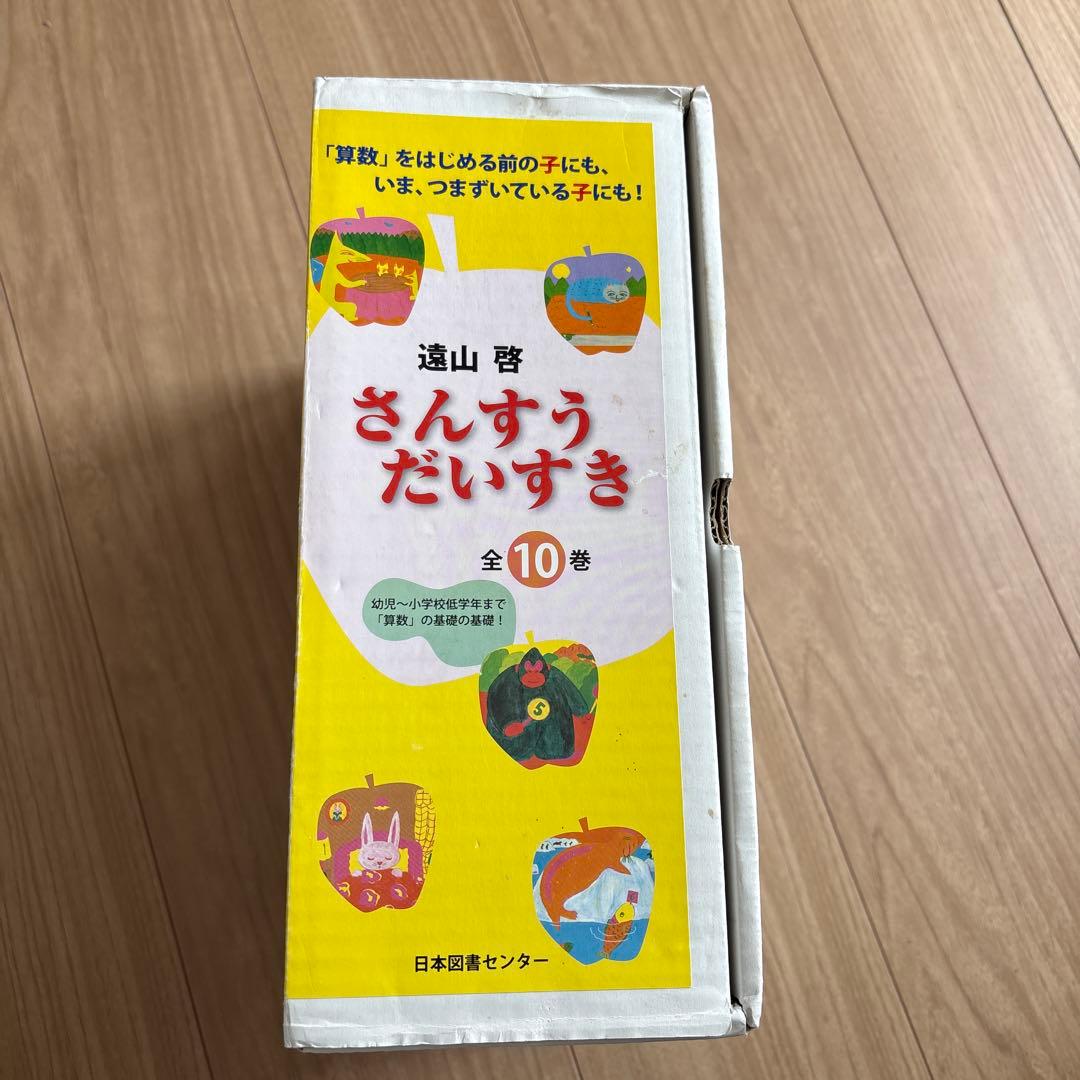 「算数」をはじめる前の子にも、
いま、つまずいている子にも！
遠山 啓
さんすう
だいすき
全10巻
幼児〜小学校低学年まで
「算数」の基礎の基礎！
5
日本図書センター